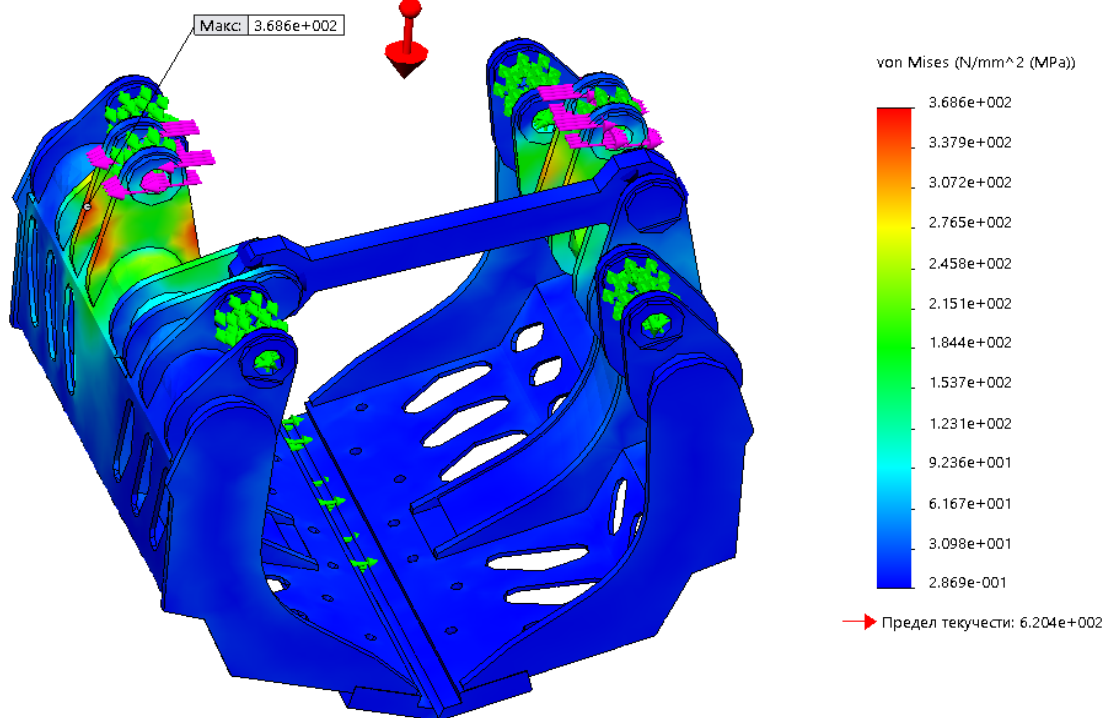 Макс: 3.686e+002
von Mises (N/mm^2 (MPa))
3.686e+002
3.379e+002
3.072e+002
2.765e+002
2.458e+002
2.151e+002
1.844e+002
1.537e+002
1.231e+002
9.236e+001
6.167e+001
3.098e+001
2.869e-001
Предел текучести: 6.204e+002